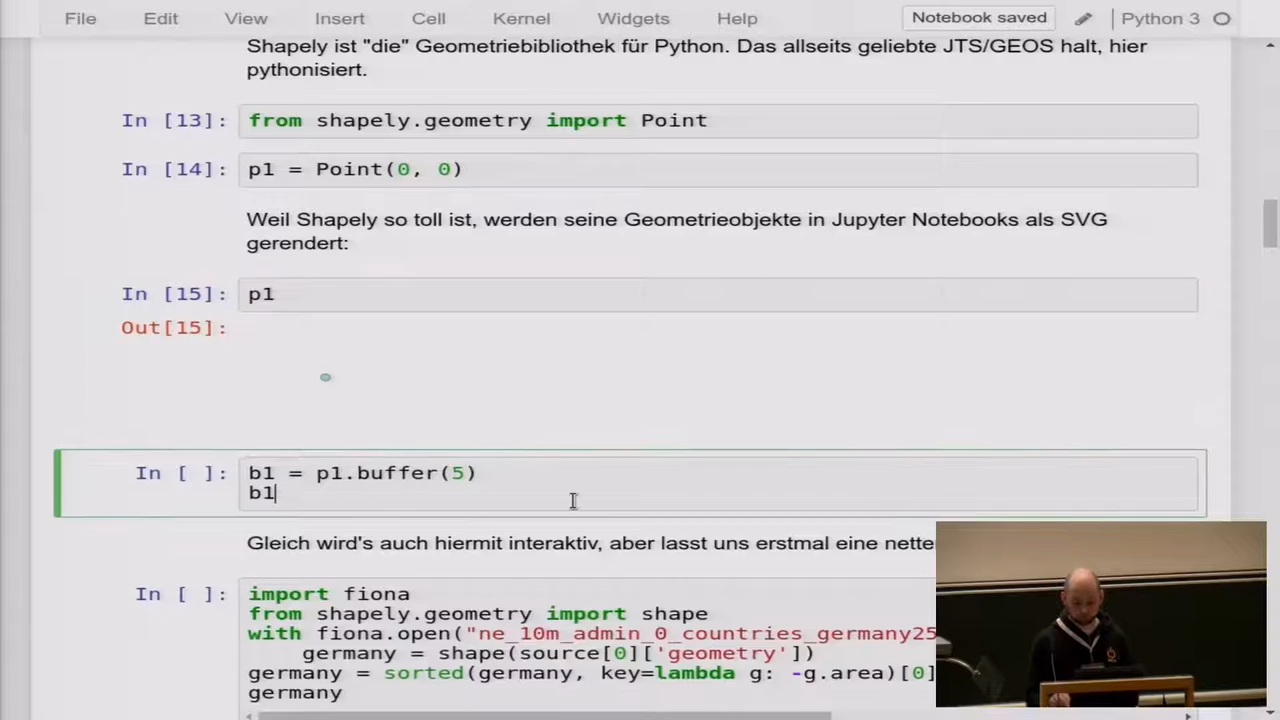 File Edit View Insert Cell Kernel Widgets Help Notebook saved Python 3
Shapely ist "die" Geometriebibliothek für Python. Das allseits geliebte JTS/GEOS halt, hier
pythonisiert.
In [13]: from shapely.geometry import Point
In [14]: p1 = Point(0, 0)
Weil Shapely so toll ist, werden seine Geometrieobjekte in Jupyter Notebooks als SVG
gerendert:
In [15]: p1
Out[15]:
In [ ]: b1 = p1.buffer(5)
b1
Gleich wird's auch hiermit interaktiv, aber lasst uns erstmal eine nette
In [ ]: import fiona
from shapely.geometry import shape
with fiona.open("ne_10m_admin_0_countries_germany25
germany = shape(source[0]['geometry'])
germany = sorted(germany, key=lambda g: -g.area)[0]
germany